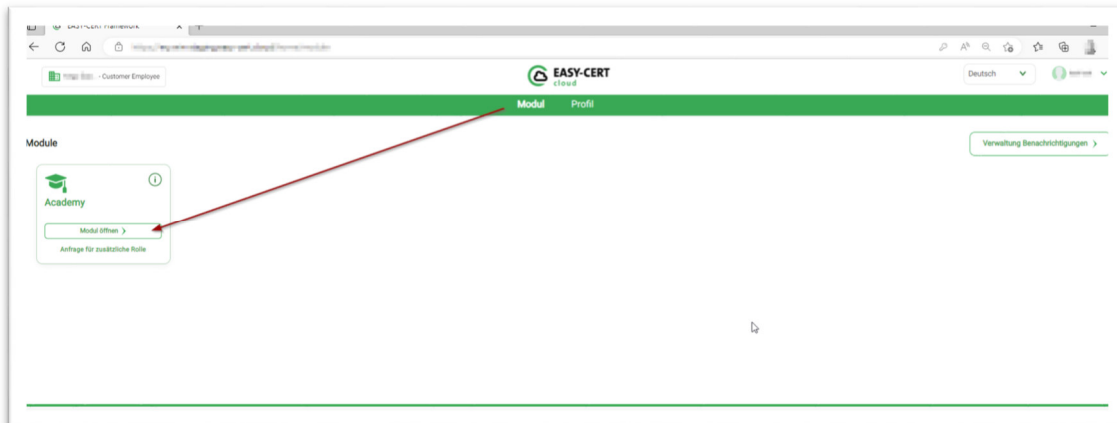 EASY-CERT Framework
- Customer Employee
EASY-CERT
cloud
Deutsch
Modul Profil
Module
Verwaltung Benachrichtigungen
Academy
Modul öffnen
Anfrage für zusätzliche Rolle